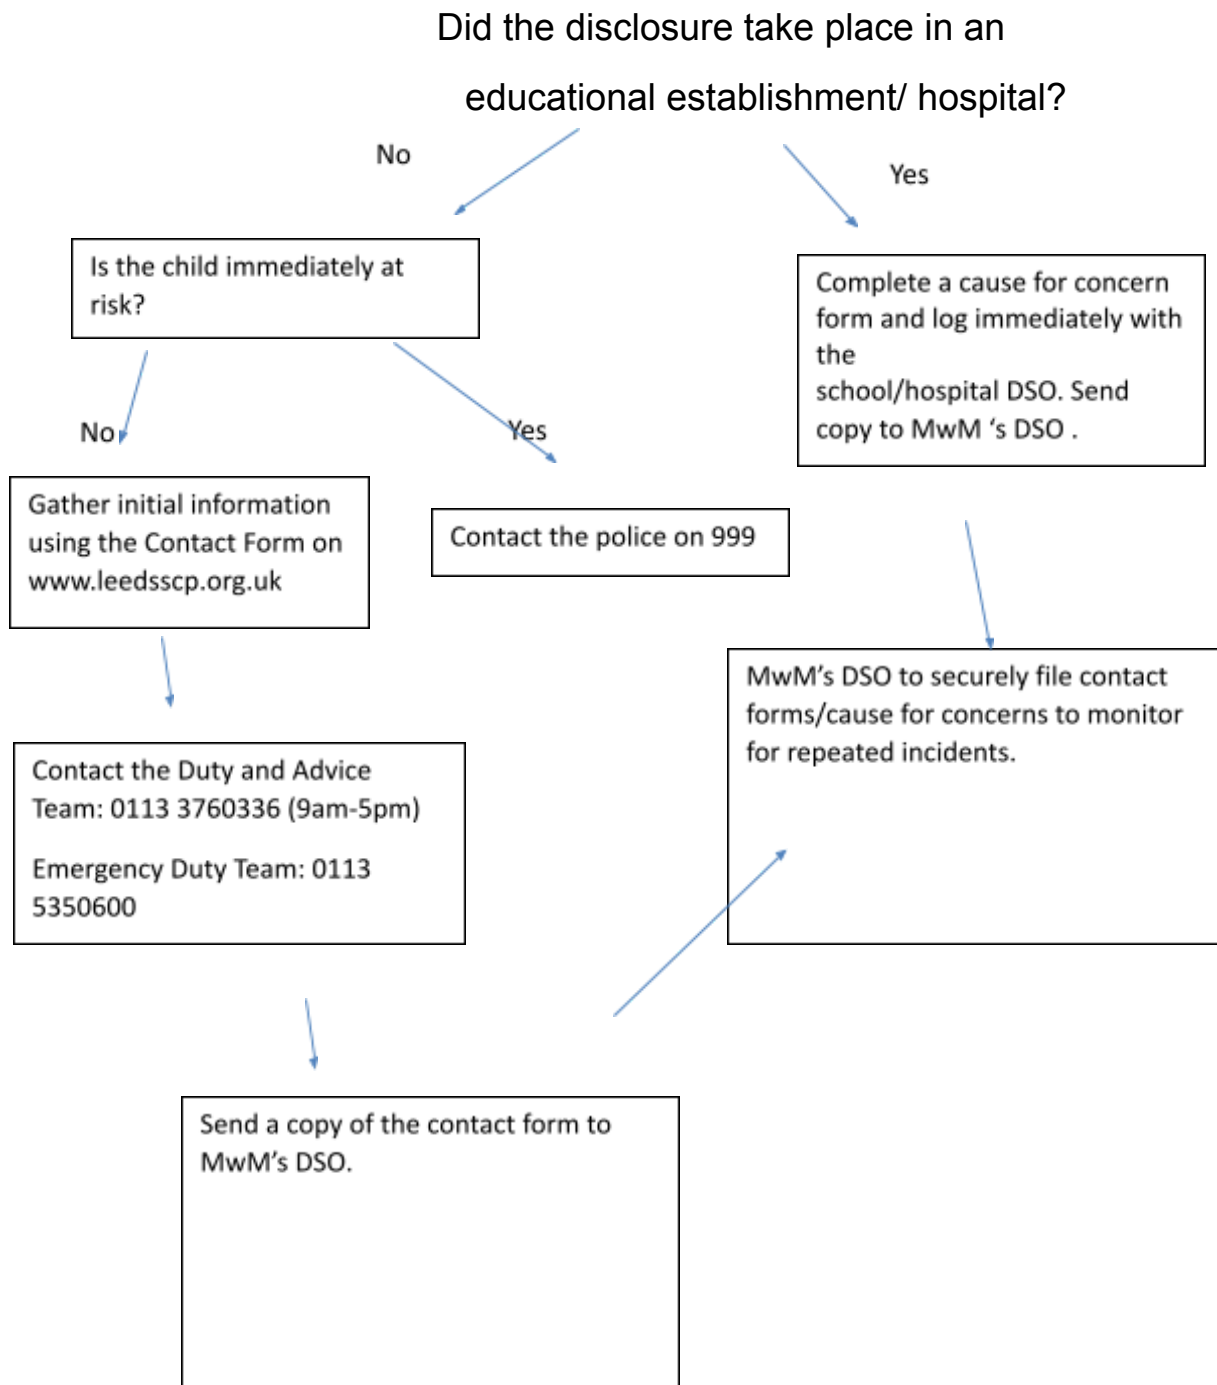 Did the disclosure take place in an
educational establishment/ hospital?
No
Yes
Is the child immediately at
risk?
Complete a cause for concern
form and log immediately with
the
school/hospital DSO. Send
copy to MwM ‘s DSO .
No
Yes
Gather initial information
using the Contact Form on
www.leedsscp.org.uk
Contact the police on 999
MwM’s DSO to securely file contact
forms/cause for concerns to monitor
for repeated incidents.
Contact the Duty and Advice
Team: 0113 3760336 (9am-5pm)
Emergency Duty Team: 0113
5350600
Send a copy of the contact form to
MwM’s DSO.